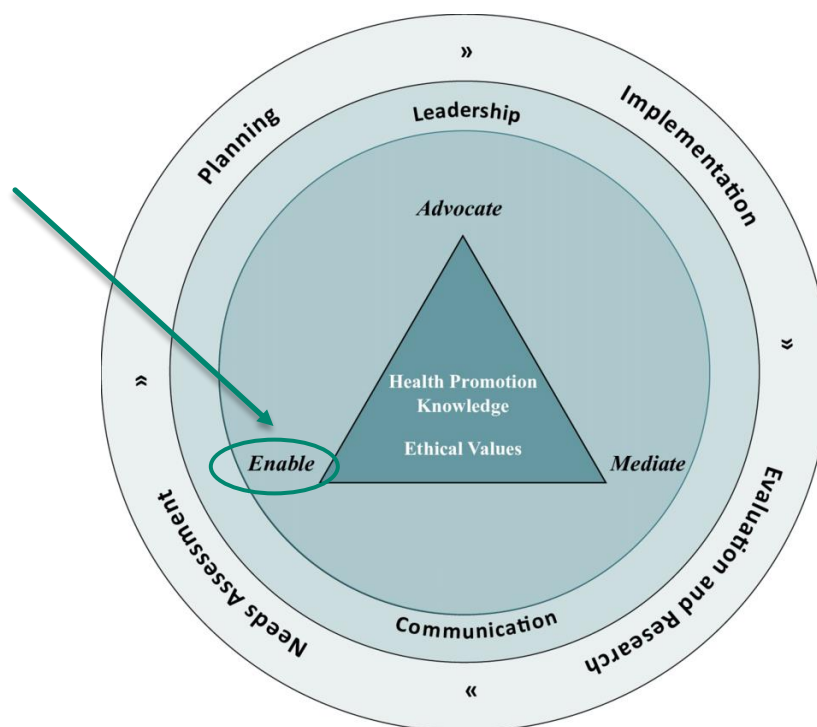 »
Planning
Implementation
Leadership
Advocate
Health Promotion
Knowledge
Ethical Values
»
»
Enable
Mediate
Needs Assessment
Evaluation and Research
Communication
»